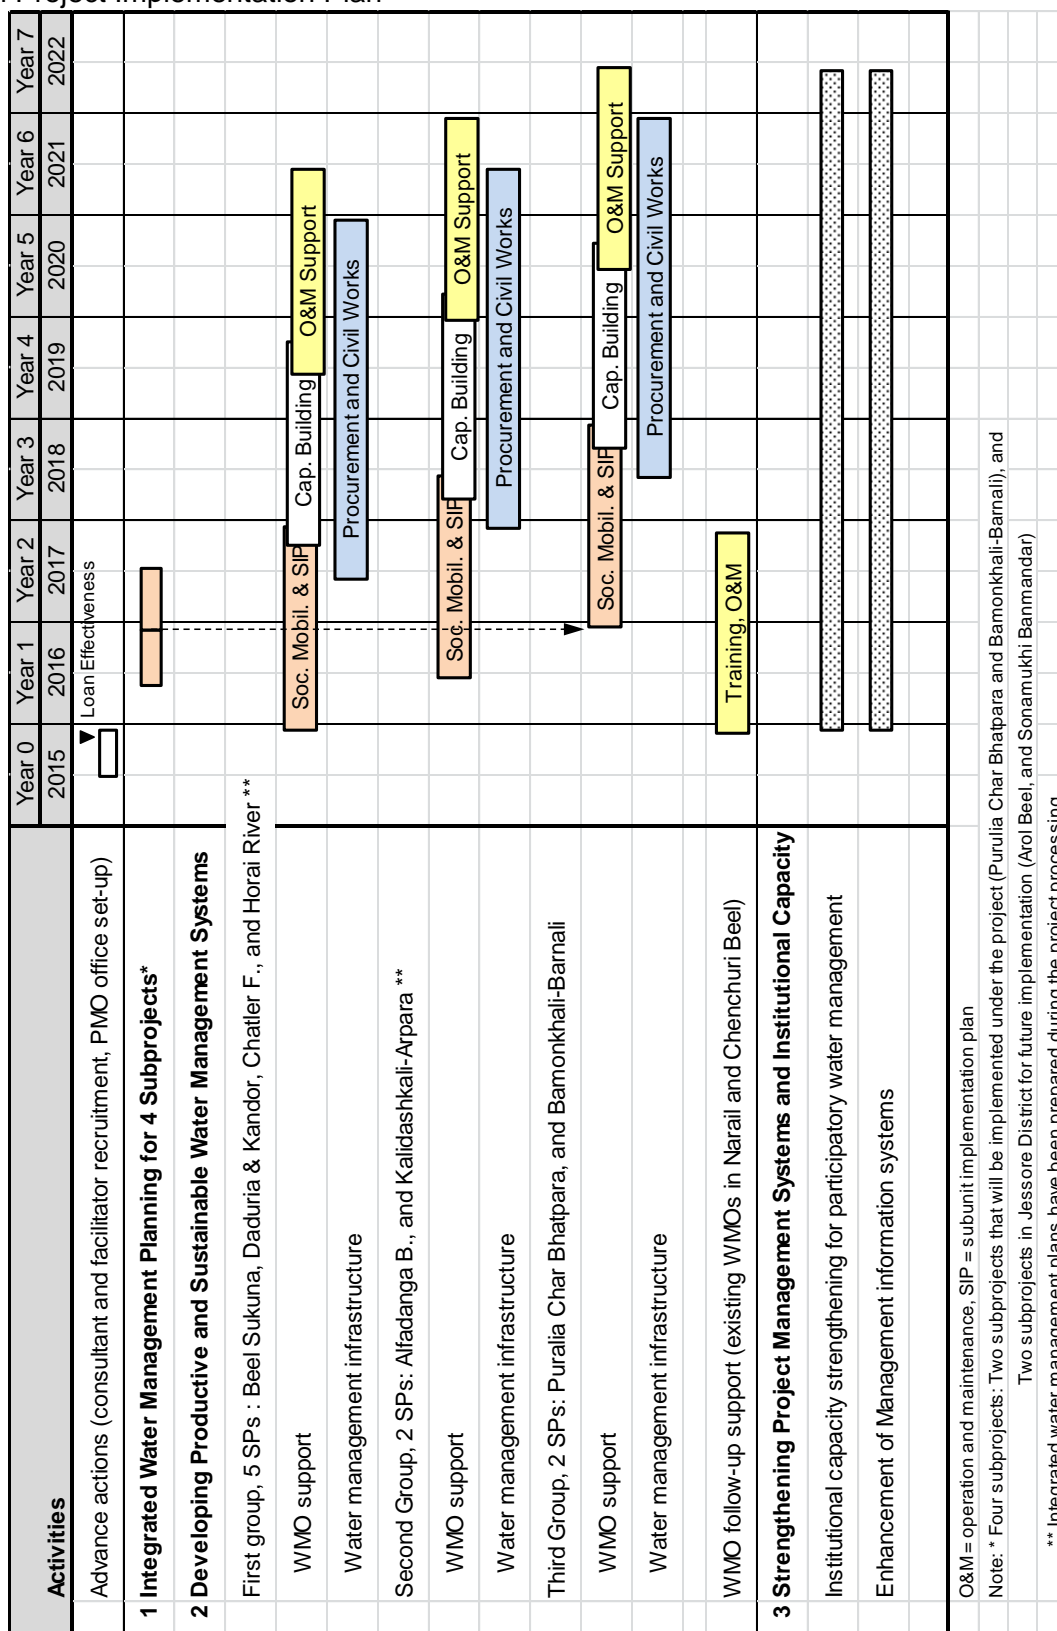 Project Implementation Plan
Activities
Year 0 Year 1 Year 2 Year 3 Year 4 Year 5 Year 6 Year 7
2015 2016 2017 2018 2019 2020 2021 2022
Advance actions (consultant and facilitator recruitment, PMO office set-up)
Loan Effectiveness
1 Integrated Water Management Planning for 4 Subprojects*
2 Developing Productive and Sustainable Water Management Systems
First group, 5 SPs : Beel Sukuna, Daduria & Kandor, Chatler F., and Horai River **
WMO support
Soc. Mobil. & SIP Cap. Building O&M Support
Water management infrastructure
Procurement and Civil Works
Second Group, 2 SPs: Alfadanga B., and Kalidashkali-Arpara **
WMO support
Soc. Mobil. & SIP Cap. Building O&M Support
Water management infrastructure
Procurement and Civil Works
Third Group, 2 SPs: Puralia Char Bhatpara, and Bamonkhali-Barnali
WMO support
Soc. Mobil. & SIP Cap. Building O&M Support
Water management infrastructure
Procurement and Civil Works
WMO follow-up support (existing WMOs in Narail and Chenchuri Beel)
Training, O&M
3 Strengthening Project Management Systems and Institutional Capacity
Institutional capacity strengthening for participatory water management
Enhancement of Management information systems
O&M = operation and maintenance, SIP = subunit implementation plan
Note: * Four subprojects: Two subprojects that will be implemented under the project (Purulia Char Bhatpara and Bamonkhali-Barnali), and
Two subprojects in Jessore District for future implementation (Arol Beel, and Sonamukhi Banmandar)
** Integrated water management plans have been prepared during the project processing